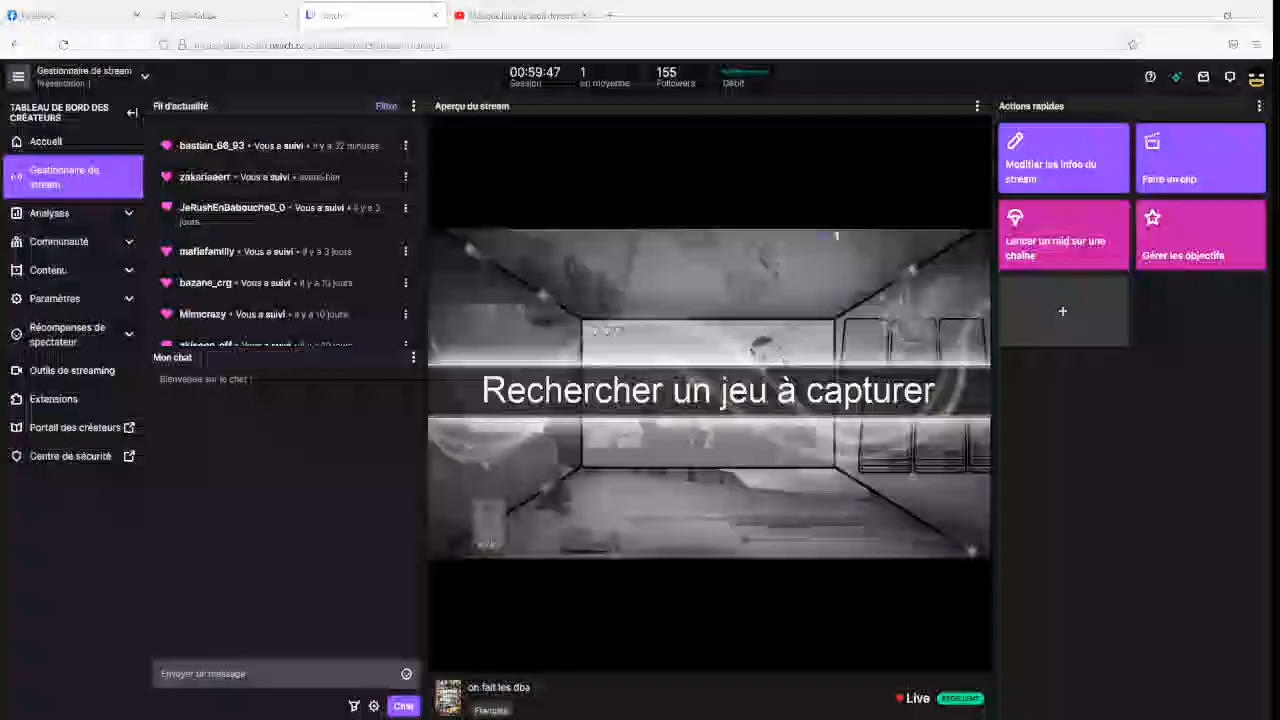 Gestionnaire de stream
00:59:47
Session
1
en moyenne
155
Followers
Débit
TABLEAU DE BORD DES
CRÉATEURS
Accueil
Gestionnaire de
stream
Analyses
Communauté
Contenu
Paramètres
Récompenses de
spectateur
Outils de streaming
Extensions
Portail des créateurs
Centre de sécurité
Fil d'actualité
Filtre
bastian_66_93 • Vous a suivi • il y a 32 minutes
zakariaeerr • Vous a suivi • avant-hier
JeRushEnBabouche0_0 • Vous a suivi • il y a 3
jours
mafiafamilly • Vous a suivi • il y a 3 jours
bazane_crg • Vous a suivi • il y a 10 jours
Mimcrazy • Vous a suivi • il y a 10 jours
Mon chat
Bienvenue sur le chat !
Envoyer un message
Chat
Aperçu du stream
Rechercher un jeu à capturer
on fait les dba
Français
Live
EXCELLENT
Actions rapides
Modifier les infos du
stream
Faire un clip
Lancer un raid sur une
chaîne
Gérer les objectifs